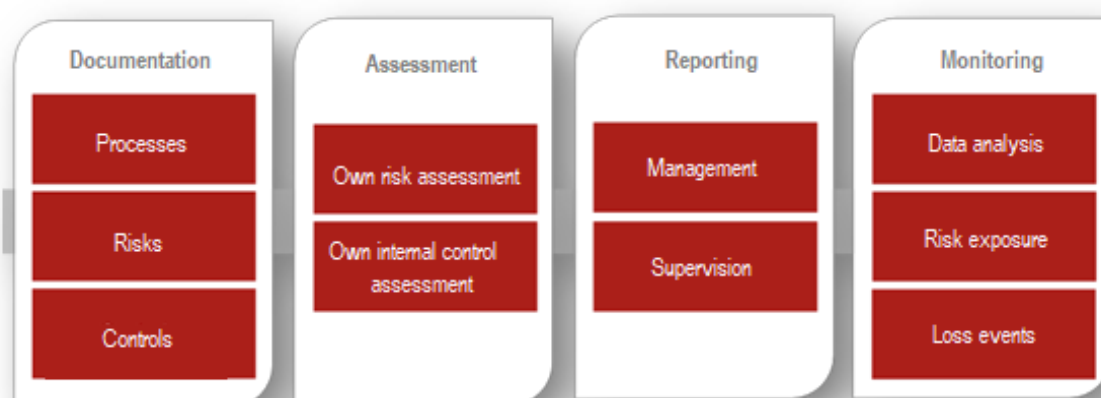 Documentation
Processes
Risks
Controls
Assessment
Own risk assessment
Own internal control
assessment
Reporting
Management
Supervision
Monitoring
Data analysis
Risk exposure
Loss events